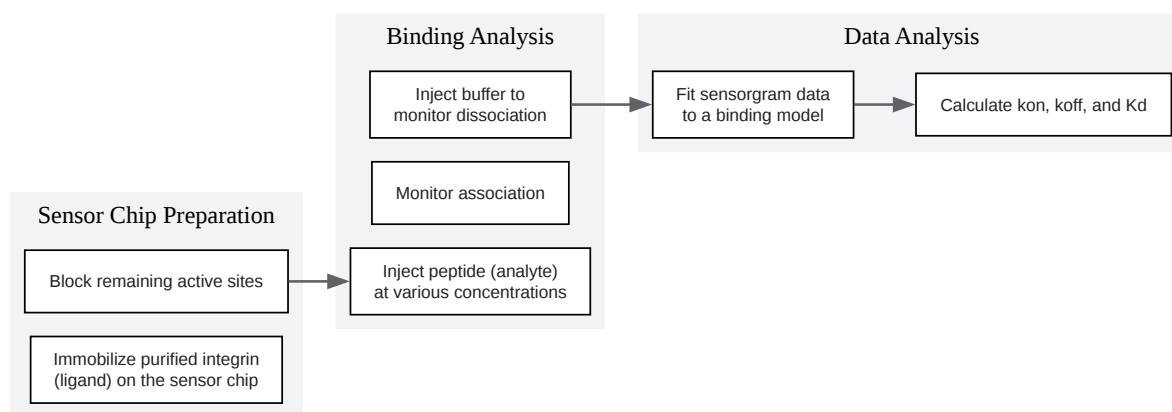 Sensor Chip Preparation
Block remaining active sites
Immobilize purified integrin
(ligand) on the sensor chip
Binding Analysis
Inject buffer to
monitor dissociation
Monitor association
Inject peptide (analyte)
at various concentrations
Data Analysis
Fit sensorgram data
to a binding model
Calculate kon, koff, and Kd